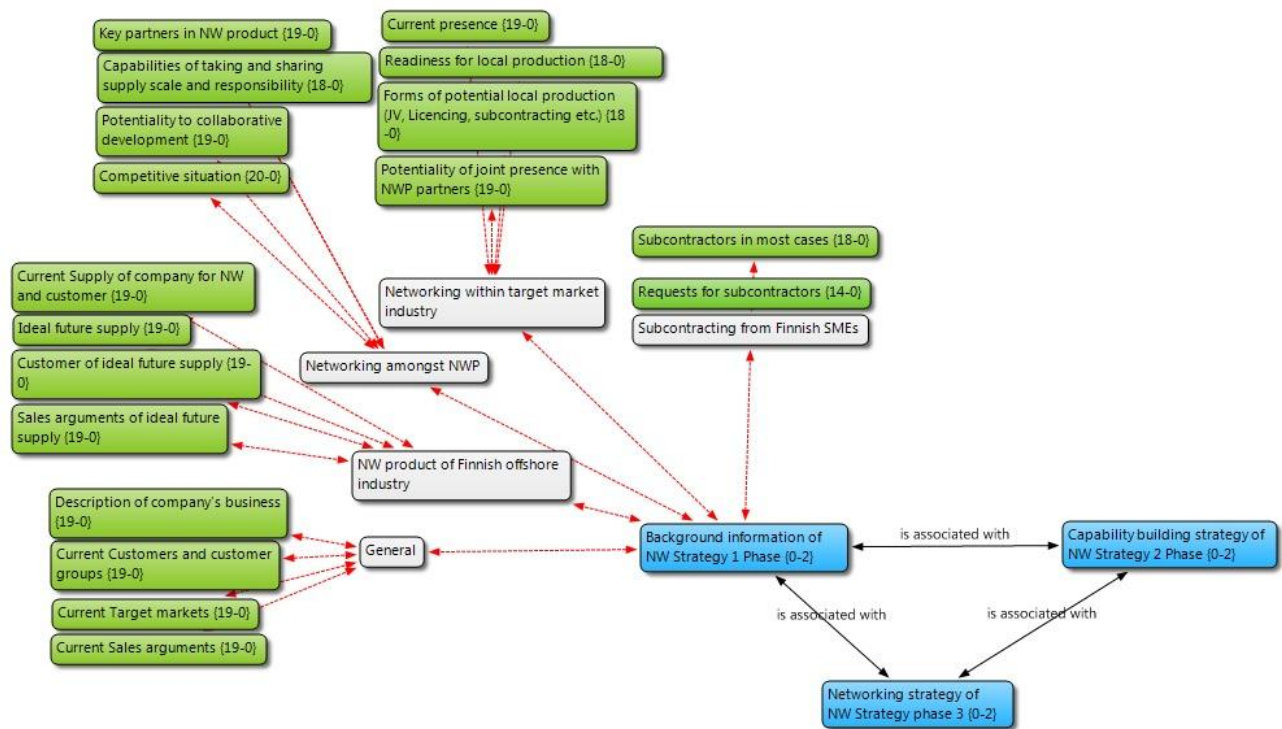 Key partners in NW product {19-0}
Capabilities of taking and sharing
supply scale and responsibility {18-0}
Potentiality to collaborative
development {19-0}
Competitive situation {20-0}
Current presence {19-0}
Readiness for local production {18-0}
Forms of potential local production
(JV, Licencing, subcontracting etc.) {18
-0}
Potentiality of joint presence with
NWP partners {19-0}
Subcontractors in most cases {18-0}
Requests for subcontractors {14-0}
Subcontracting from Finnish SMEs
Networking within target market
industry
Networking amongst NWP
Current Supply of company for NW
and customer {19-0}
Ideal future supply {19-0}
Customer of ideal future supply {19-
0}
Sales arguments of ideal future
supply {19-0}
NW product of Finnish offshore
industry
Description of company's business
{19-0}
Current Customers and customer
groups {19-0}
Current Target markets {19-0}
Current Sales arguments {19-0}
General
Background information of
NW Strategy 1 Phase {0-2}
is associated with
Capability building strategy of
NW Strategy 2 Phase {0-2}
is associated with
is associated with
Networking strategy of
NW Strategy phase 3 {0-2}